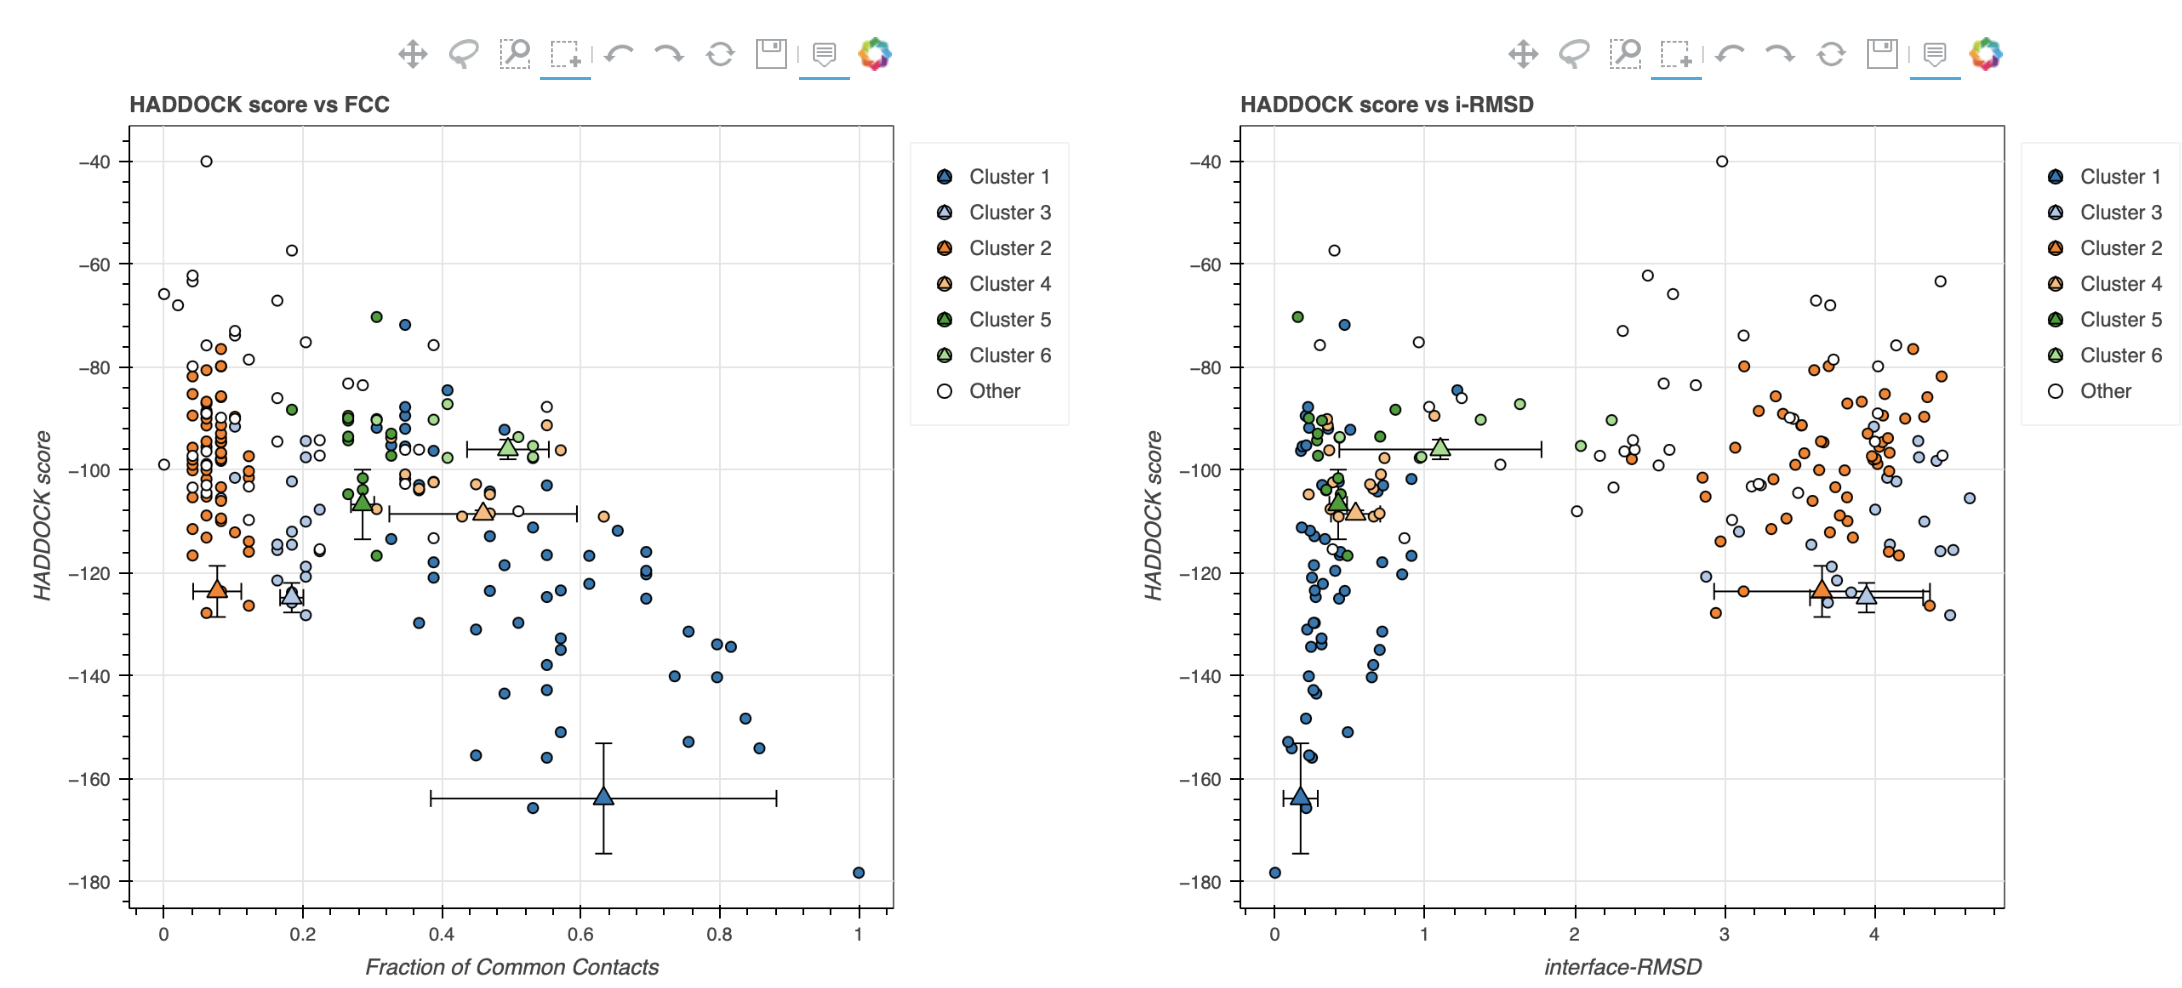 HADDOCK score vs FCC
HADDOCK score
−40
−60
−80
−100
−120
−140
−160
−180
0
0.2
0.4
0.6
0.8
1
Fraction of Common Contacts
Cluster 1
Cluster 3
Cluster 2
Cluster 4
Cluster 5
Cluster 6
Other
HADDOCK score vs i-RMSD
HADDOCK score
−40
−60
−80
−100
−120
−140
−160
−180
0
1
2
3
4
interface-RMSD
Cluster 1
Cluster 3
Cluster 2
Cluster 4
Cluster 5
Cluster 6
Other